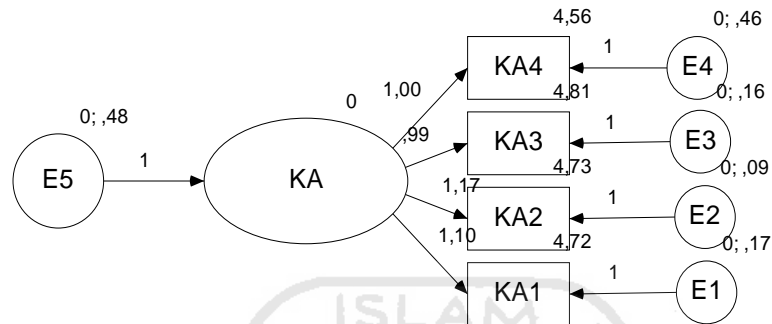 4,56
0; ,46
KA4
1
E4
4,81
0; ,16
1,00
0
KA3
1
E3
4,73
0; ,09
,99
0; ,48
E5
1
KA
KA2
1
E2
4,72
0; ,17
1,17
1,10
KA1
1
E1
ISLAM